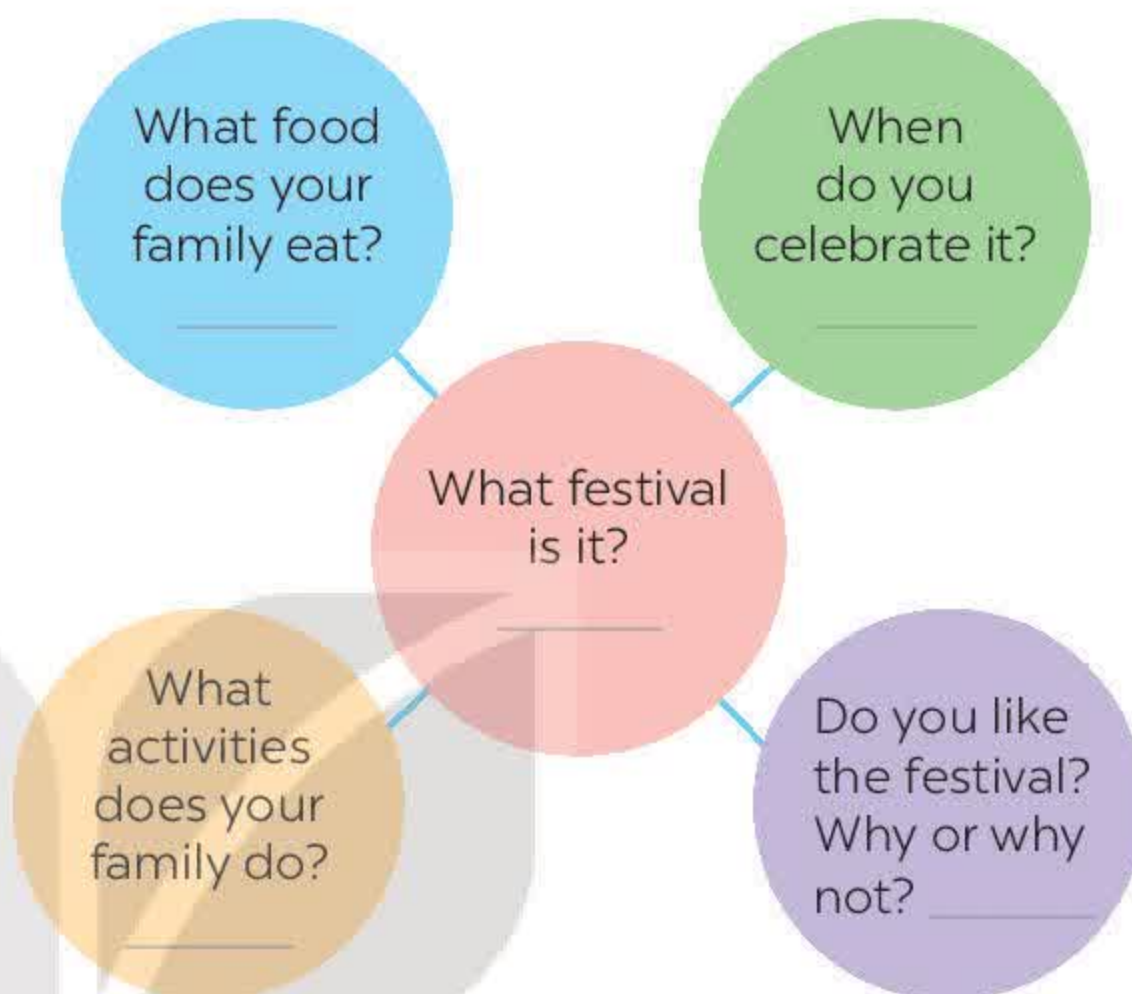 What food
does your
family eat?
When
do you
celebrate it?
What festival
is it?
What
activities
does your
family do?
Do you like
the festival?
Why or why
not?